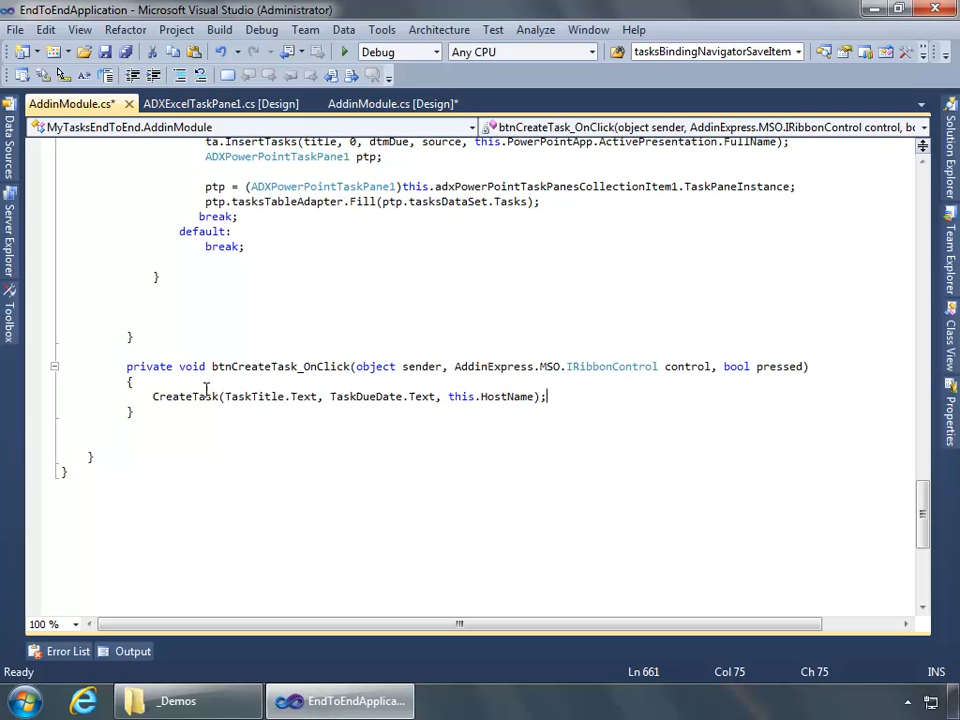 EndToEndApplication - Microsoft Visual Studio (Administrator)
File Edit View Refactor Project Build Debug Team Data Tools Architecture Test Analyze Window Help
Debug Any CPU tasksBindingNavigatorSaveItem
AddinModule.cs* ADXExcelTaskPane1.cs [Design] AddinModule.cs [Design]*
MyTasksEndToEnd.AddinModule btnCreateTask_OnClick(object sender, AddinExpress.MSO.IRibbonControl control, bo
ta.InsertTasks(title, 0, dtmDue, source, this.PowerPointApp.ActivePresentation.FullName);
ADXPowerPointTaskPane1 ptp;
ptp = (ADXPowerPointTaskPane1)this.adxPowerPointTaskPanesCollectionItem1.TaskPaneInstance;
ptp.tasksTableAdapter.Fill(ptp.tasksDataSet.Tasks);
break;
default:
break;
}
}
private void btnCreateTask_OnClick(object sender, AddinExpress.MSO.IRibbonControl control, bool pressed)
{
CreateTask(TaskTitle.Text, TaskDueDate.Text, this.HostName);
}
}
}
Data Sources
Server Explorer
Toolbox
Solution Explorer
Team Explorer
Class View
Properties
100 %
Error List Output
Ready Ln 661 Col 75 Ch 75 INS
_Demos EndToEndApplica...